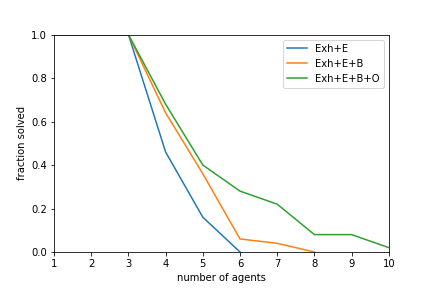 Exh+E
Exh+E+B
Exh+E+B+O
fraction solved
1.0
0.8
0.6
0.4
0.2
0.0
1 2 3 4 5 6 7 8 9 10
number of agents